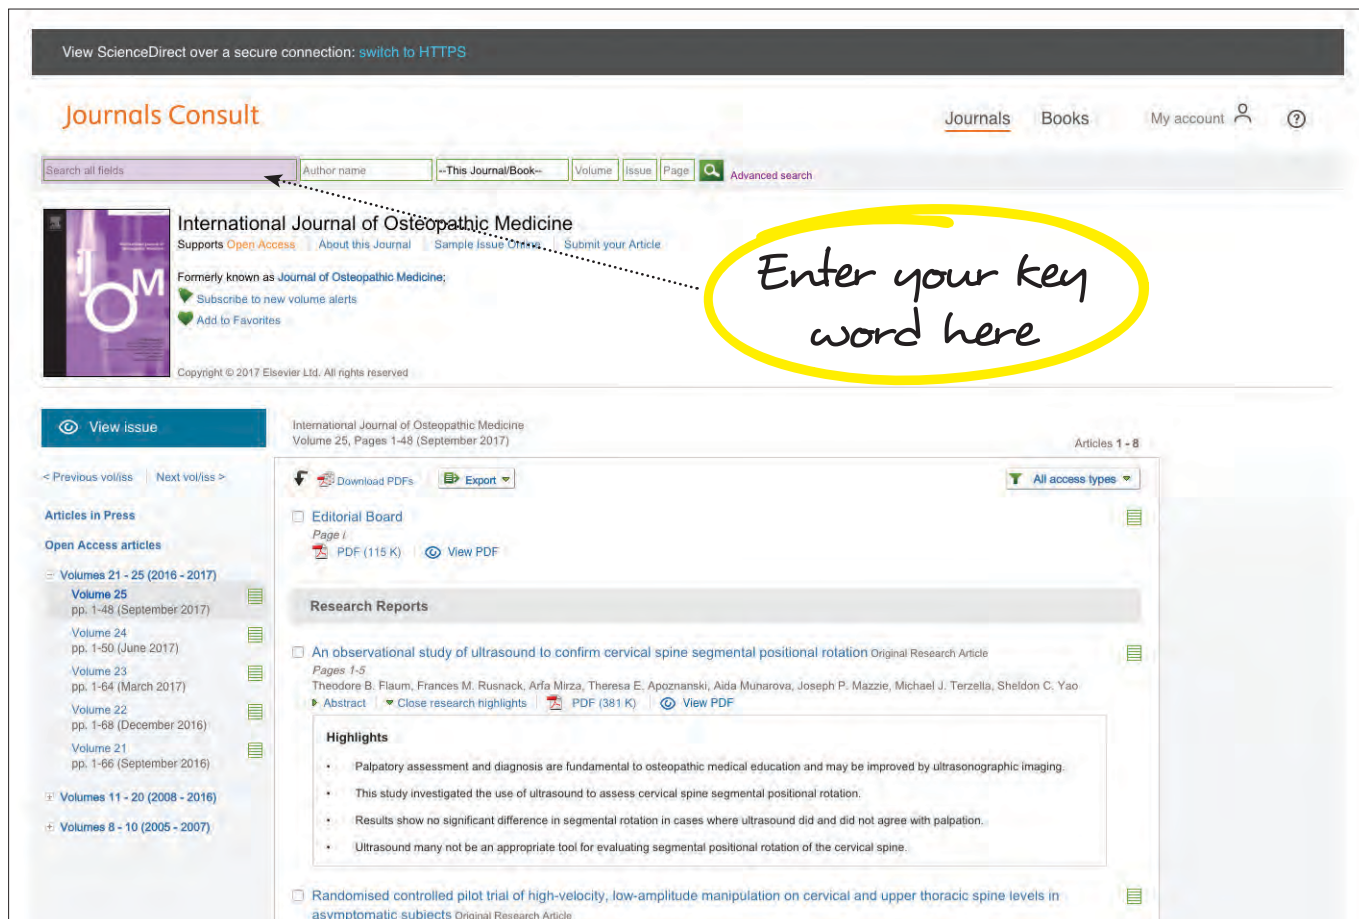 View ScienceDirect over a secure connection: switch to HTTPS
Journals Consult
Journals Books My account ?
Search all fields Author name --This Journal/Book-- Volume Issue Page Advanced search
International Journal of Osteopathic Medicine
Supports Open Access About this Journal Sample Issue Online Submit your Article
Formerly known as Journal of Osteopathic Medicine;
Subscribe to new volume alerts
Add to Favorites
Copyright © 2017 Elsevier Ltd. All rights reserved
IJOM
Enter your key
word here
View issue
< Previous vol/iss Next vol/iss >
Articles in Press
Open Access articles
Volumes 21 - 25 (2016 - 2017)
Volume 25
pp. 1-48 (September 2017)
Volume 24
pp. 1-50 (June 2017)
Volume 23
pp. 1-64 (March 2017)
Volume 22
pp. 1-68 (December 2016)
Volume 21
pp. 1-66 (September 2016)
Volumes 11 - 20 (2008 - 2016)
Volumes 8 - 10 (2005 - 2007)
International Journal of Osteopathic Medicine
Volume 25, Pages 1-48 (September 2017)
Articles 1 - 8
Download PDFs Export All access types
Editorial Board
Page i
PDF (115 K) View PDF
Research Reports
An observational study of ultrasound to confirm cervical spine segmental positional rotation Original Research Article
Pages 1-5
Theodore B. Flaum, Frances M. Rusnack, Arfa Mirza, Theresa E. Apoznanski, Aida Munarova, Joseph P. Mazzie, Michael J. Terzella, Sheldon C. Yao
Abstract Close research highlights PDF (381 K) View PDF
Highlights
• Palpatory assessment and diagnosis are fundamental to osteopathic medical education and may be improved by ultrasonographic imaging.
• This study investigated the use of ultrasound to assess cervical spine segmental positional rotation.
• Results show no significant difference in segmental rotation in cases where ultrasound did and did not agree with palpation.
• Ultrasound many not be an appropriate tool for evaluating segmental positional rotation of the cervical spine.
Randomised controlled pilot trial of high-velocity, low-amplitude manipulation on cervical and upper thoracic spine levels in
asymptomatic subjects Original Research Article